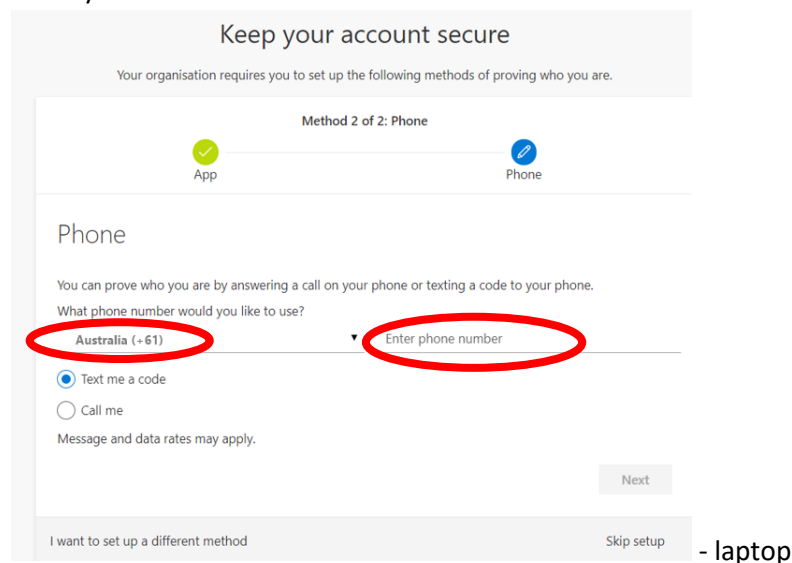 Keep your account secure
Your organisation requires you to set up the following methods of proving who you are.
Method 2 of 2: Phone
App Phone
Phone
You can prove who you are by answering a call on your phone or texting a code to your phone.
What phone number would you like to use?
Australia (+61) Enter phone number
Text me a code
Call me
Message and data rates may apply.
Next
I want to set up a different method Skip setup - laptop